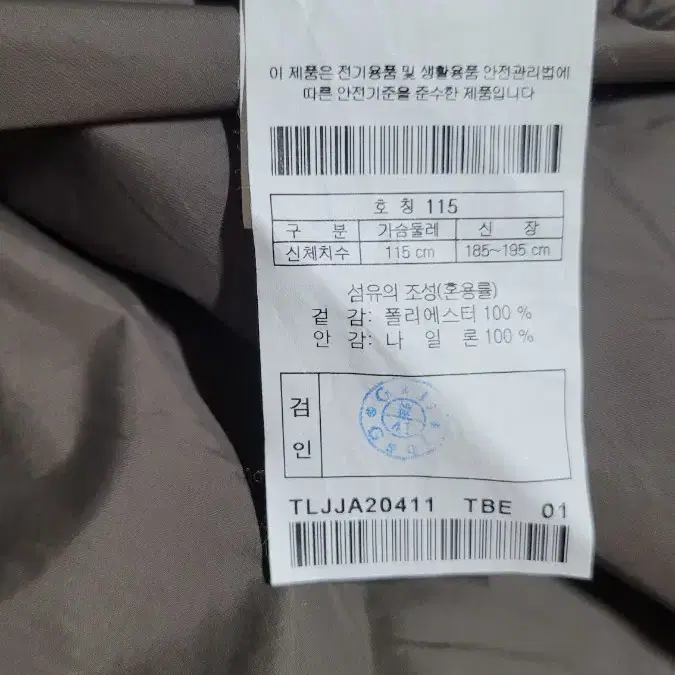 이 제품은 전기용품 및 생활용품 안전관리법에
따른 안전기준을 준수한 제품입니다
호 칭 115
구 분 가슴둘레 신 장
신체치수 115 cm 185~195 cm
섬유의 조성(혼용률)
겉 감: 폴리에스터 100 %
안 감: 나 일 론 100 %
검
인
TLJJA20411 TBE 01